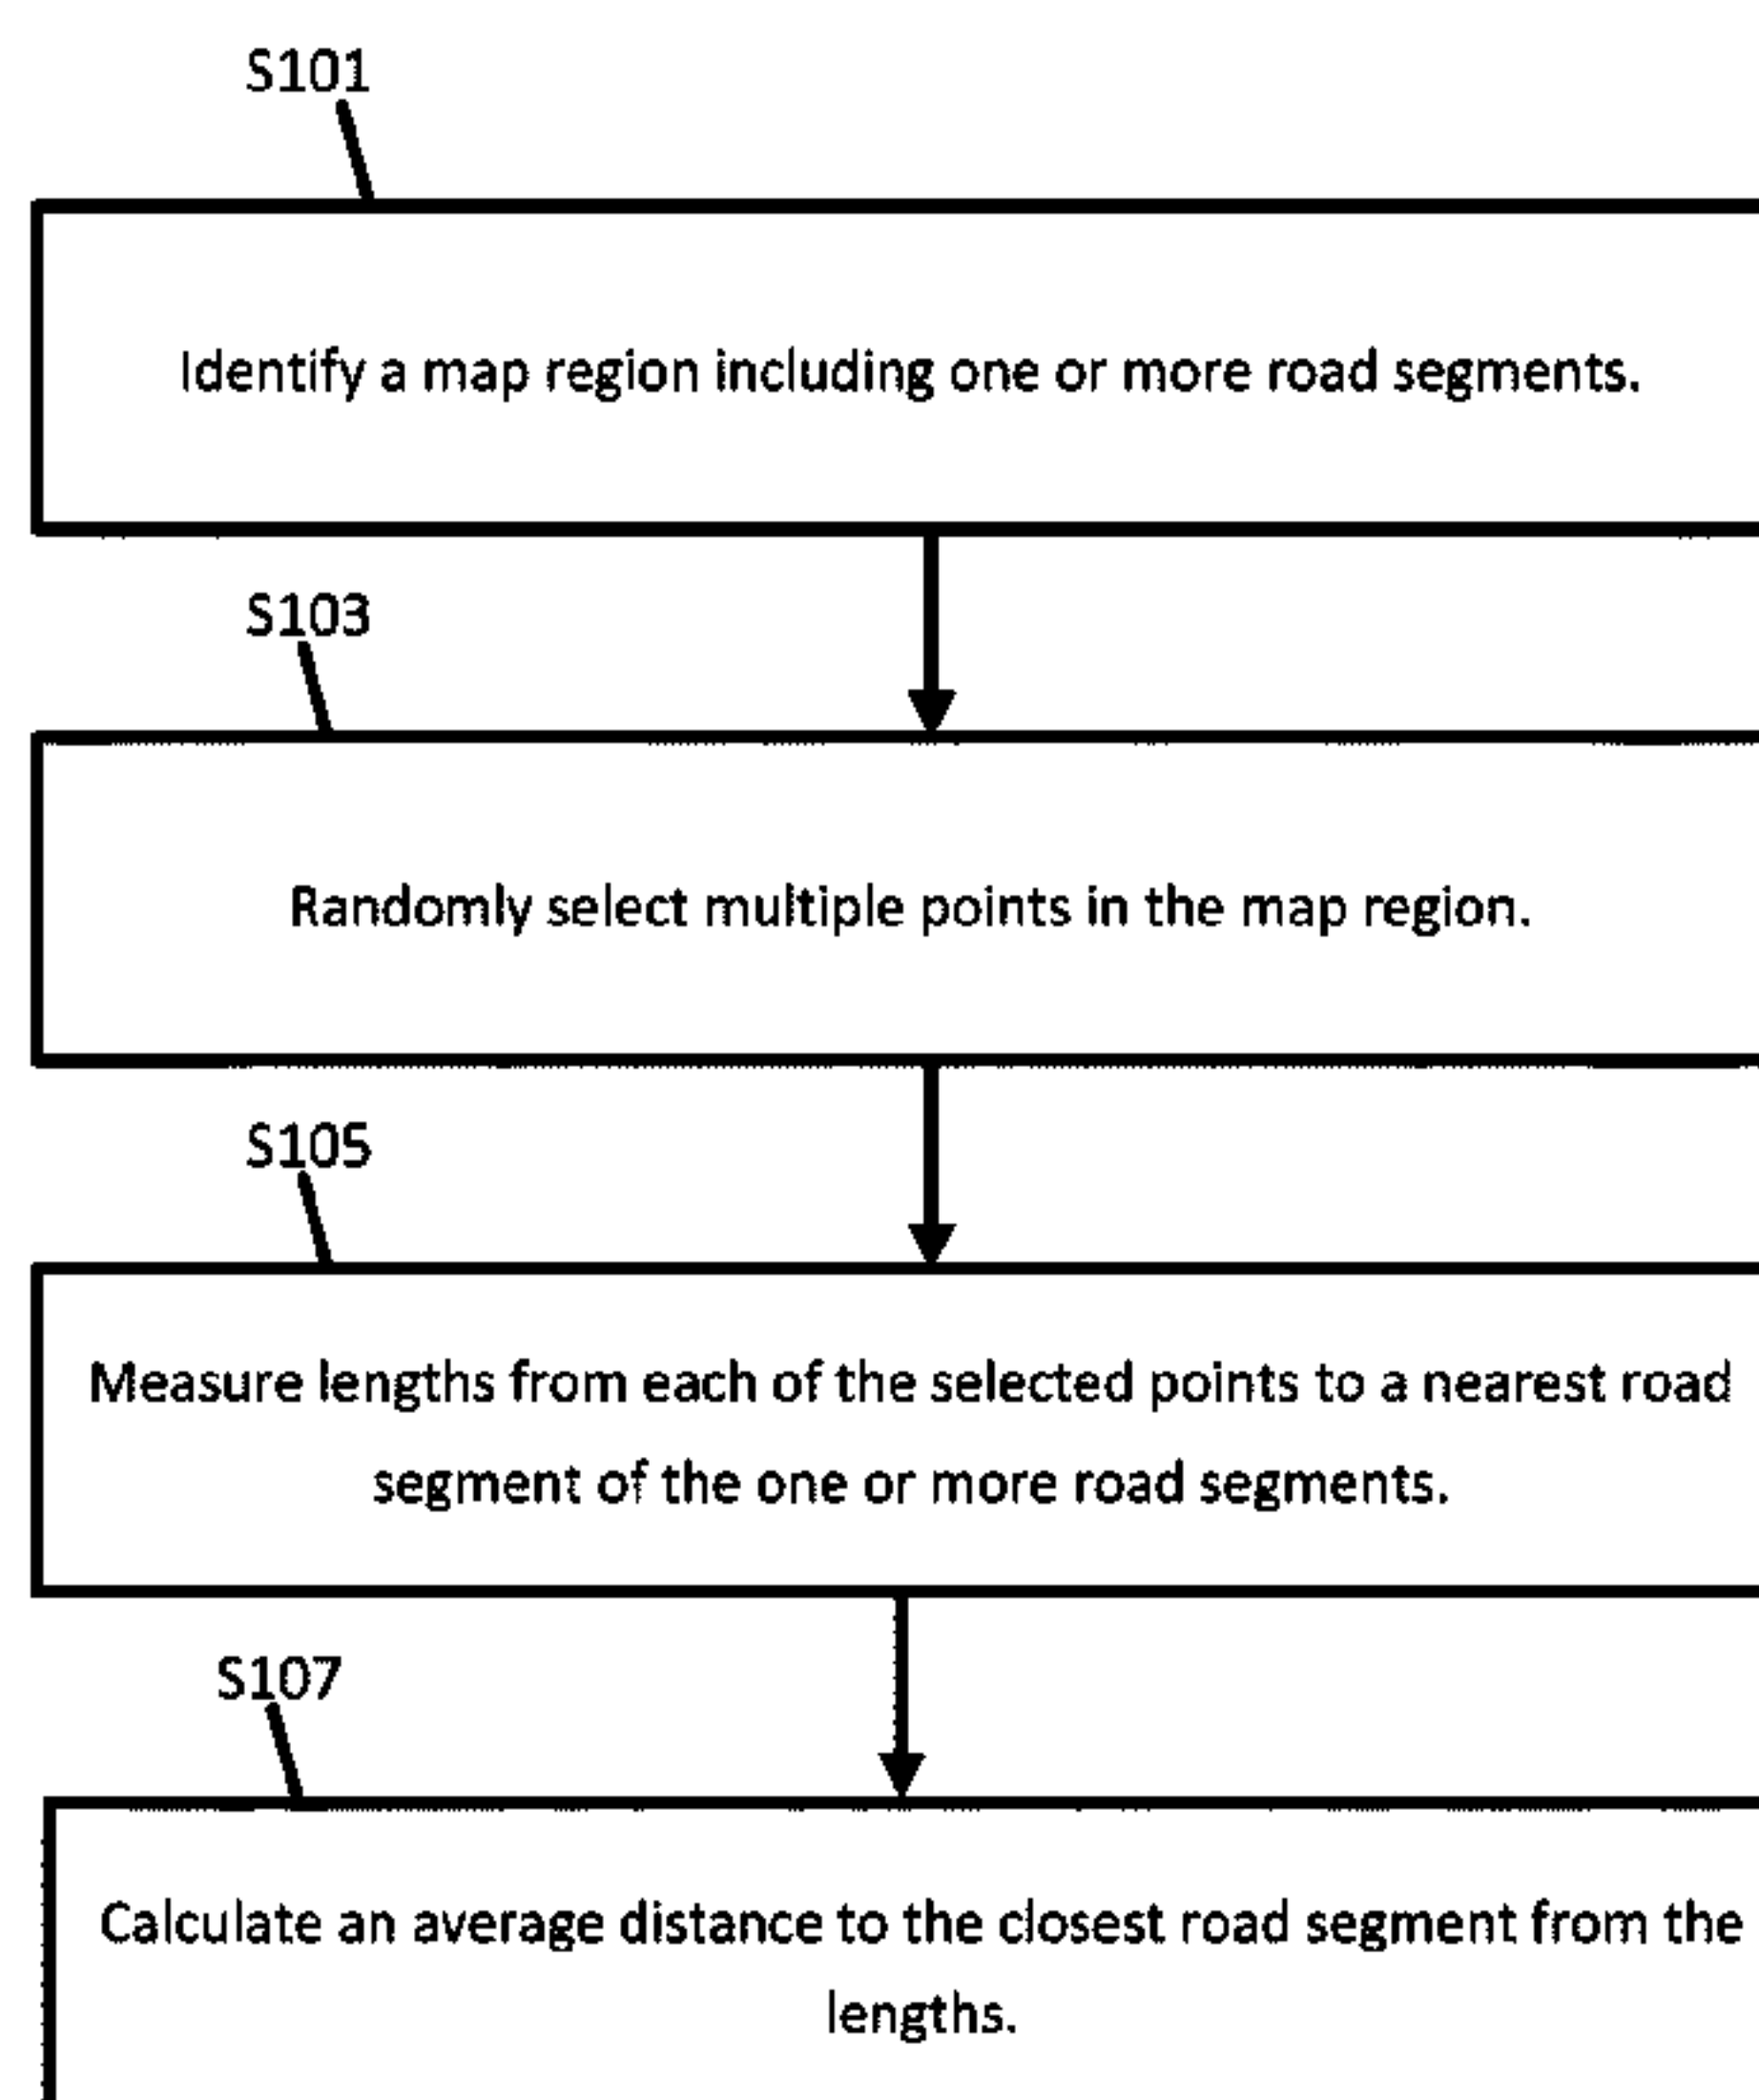 S101
Identify a map region including one or more road segments.
S103
Randomly select multiple points in the map region.
S105
Measure lengths from each of the selected points to a nearest road
segment of the one or more road segments.
S107
Calculate an average distance to the closest road segment from the
lengths.